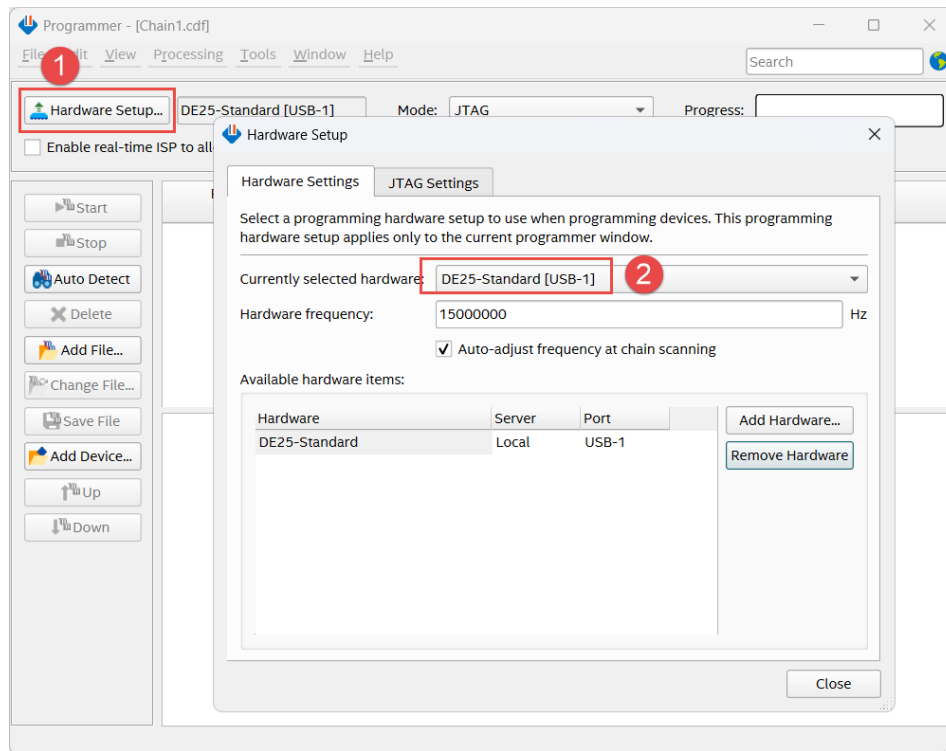 Programmer - [Chain1.cdf]
File Edit View Processing Tools Window Help
Search
1
Hardware Setup... DE25-Standard [USB-1] Mode: JTAG Progress:
Enable real-time ISP to all
Hardware Setup
Hardware Settings JTAG Settings
Select a programming hardware setup to use when programming devices. This programming
hardware setup applies only to the current programmer window.
Currently selected hardware: DE25-Standard [USB-1] 2
Hardware frequency: 15000000 Hz
Auto-adjust frequency at chain scanning
Available hardware items:
Hardware Server Port
DE25-Standard Local USB-1
Add Hardware...
Remove Hardware
Close
Start
Stop
Auto Detect
Delete
Add File...
Change File...
Save File
Add Device...
Up
Down